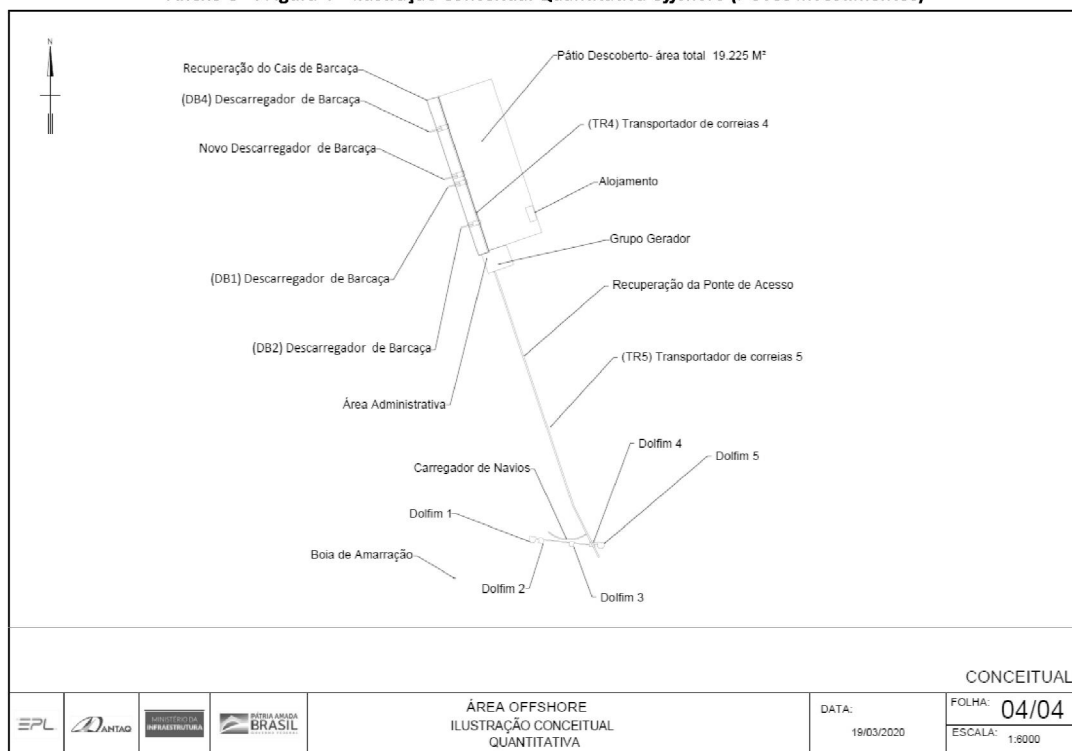 N
Recuperação do Cais de Barcaça
(DB4) Descarregador de Barcaça
Novo Descarregador de Barcaça
(DB1) Descarregador de Barcaça
(DB2) Descarregador de Barcaça
Área Administrativa
Pátio Descoberto- área total 19.225 M²
(TR4) Transportador de correias 4
Alojamento
Grupo Gerador
Recuperação da Ponte de Acesso
(TR5) Transportador de correias 5
Dolfim 4
Dolfim 5
Carregador de Navios
Dolfim 1
Boia de Amarração
Dolfim 2
Dolfim 3
CONCEITUAL
EPL
ANTAQ
MINISTÉRIO DA
INFRAESTRUTURA
PÁTRIA AMADA
BRASIL
ÁREA OFFSHORE
ILUSTRAÇÃO CONCEITUAL
QUANTITATIVA
DATA:
19/03/2020
FOLHA: 04/04
ESCALA: 1:6000